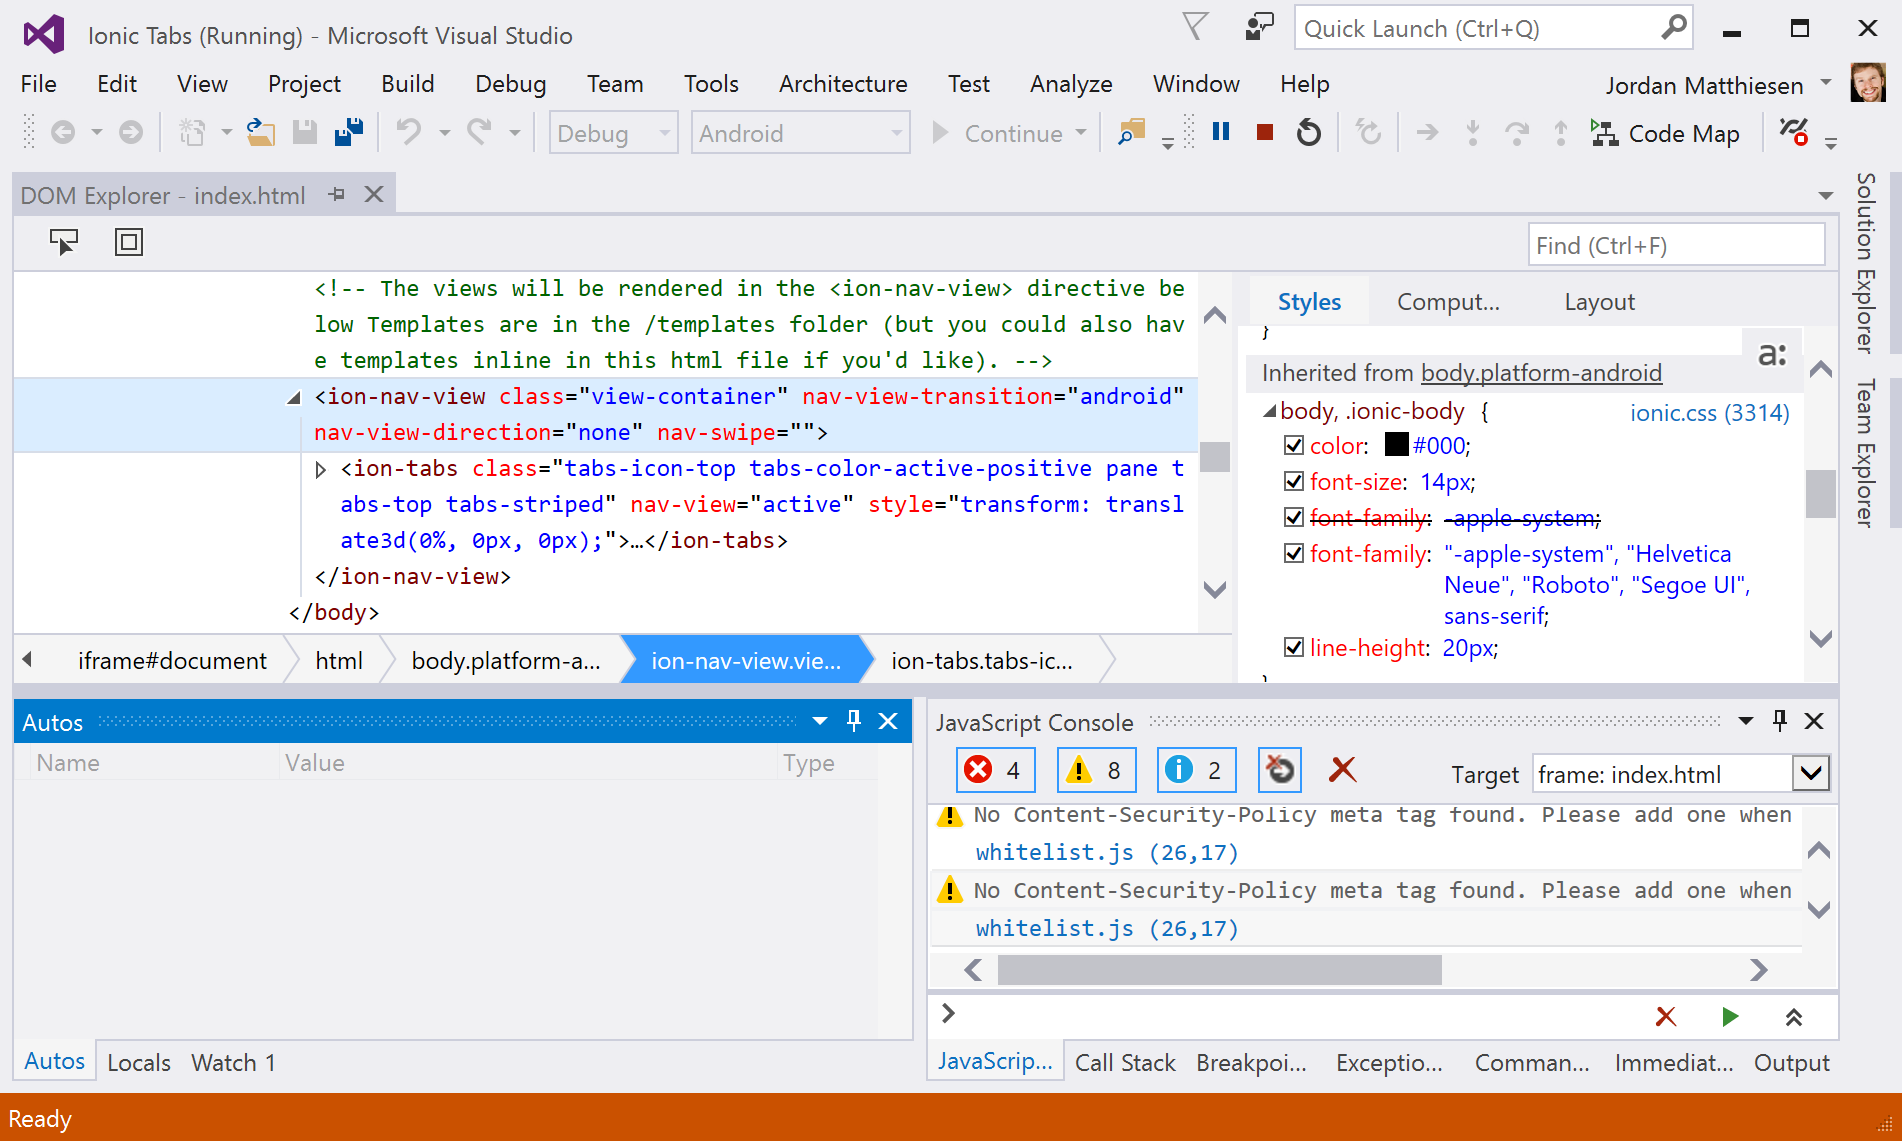 Ionic Tabs (Running) - Microsoft Visual Studio
Quick Launch (Ctrl+Q)
File Edit View Project Build Debug Team Tools Architecture Test Analyze Window Help
Jordan Matthiesen
Debug Android Continue Code Map
DOM Explorer - index.html
Find (Ctrl+F)
<!-- The views will be rendered in the <ion-nav-view> directive be
low Templates are in the /templates folder (but you could also hav
e templates inline in this html file if you'd like). -->
<ion-nav-view class="view-container" nav-view-transition="android"
nav-view-direction="none" nav-swipe="">
<ion-tabs class="tabs-icon-top tabs-color-active-positive pane t
abs-top tabs-striped" nav-view="active" style="transform: transl
ate3d(0%, 0px, 0px);">…</ion-tabs>
</ion-nav-view>
</body>
iframe#document html body.platform-a... ion-nav-view.vie... ion-tabs.tabs-ic...
Styles Comput... Layout
}
a:
Inherited from body.platform-android
body, .ionic-body { ionic.css (3314)
color: #000;
font-size: 14px;
font-family: -apple-system;
font-family: "-apple-system", "Helvetica
Neue", "Roboto", "Segoe UI",
sans-serif;
line-height: 20px;
}
Solution Explorer
Team Explorer
Autos
Name Value Type
Autos Locals Watch 1
JavaScript Console
4 8 2 Target frame: index.html
No Content-Security-Policy meta tag found. Please add one when
whitelist.js (26,17)
No Content-Security-Policy meta tag found. Please add one when
whitelist.js (26,17)
JavaScrip... Call Stack Breakpoi... Exceptio... Comman... Immediat... Output
Ready